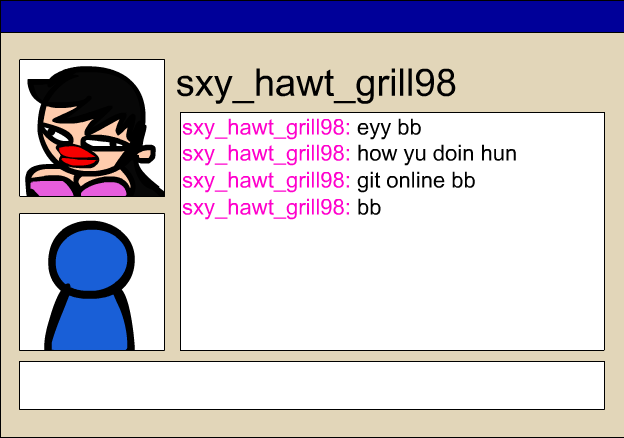 sxy_hawt_grill98
sxy_hawt_grill98: eyy bb
sxy_hawt_grill98: how yu doin hun
sxy_hawt_grill98: git online bb
sxy_hawt_grill98: bb